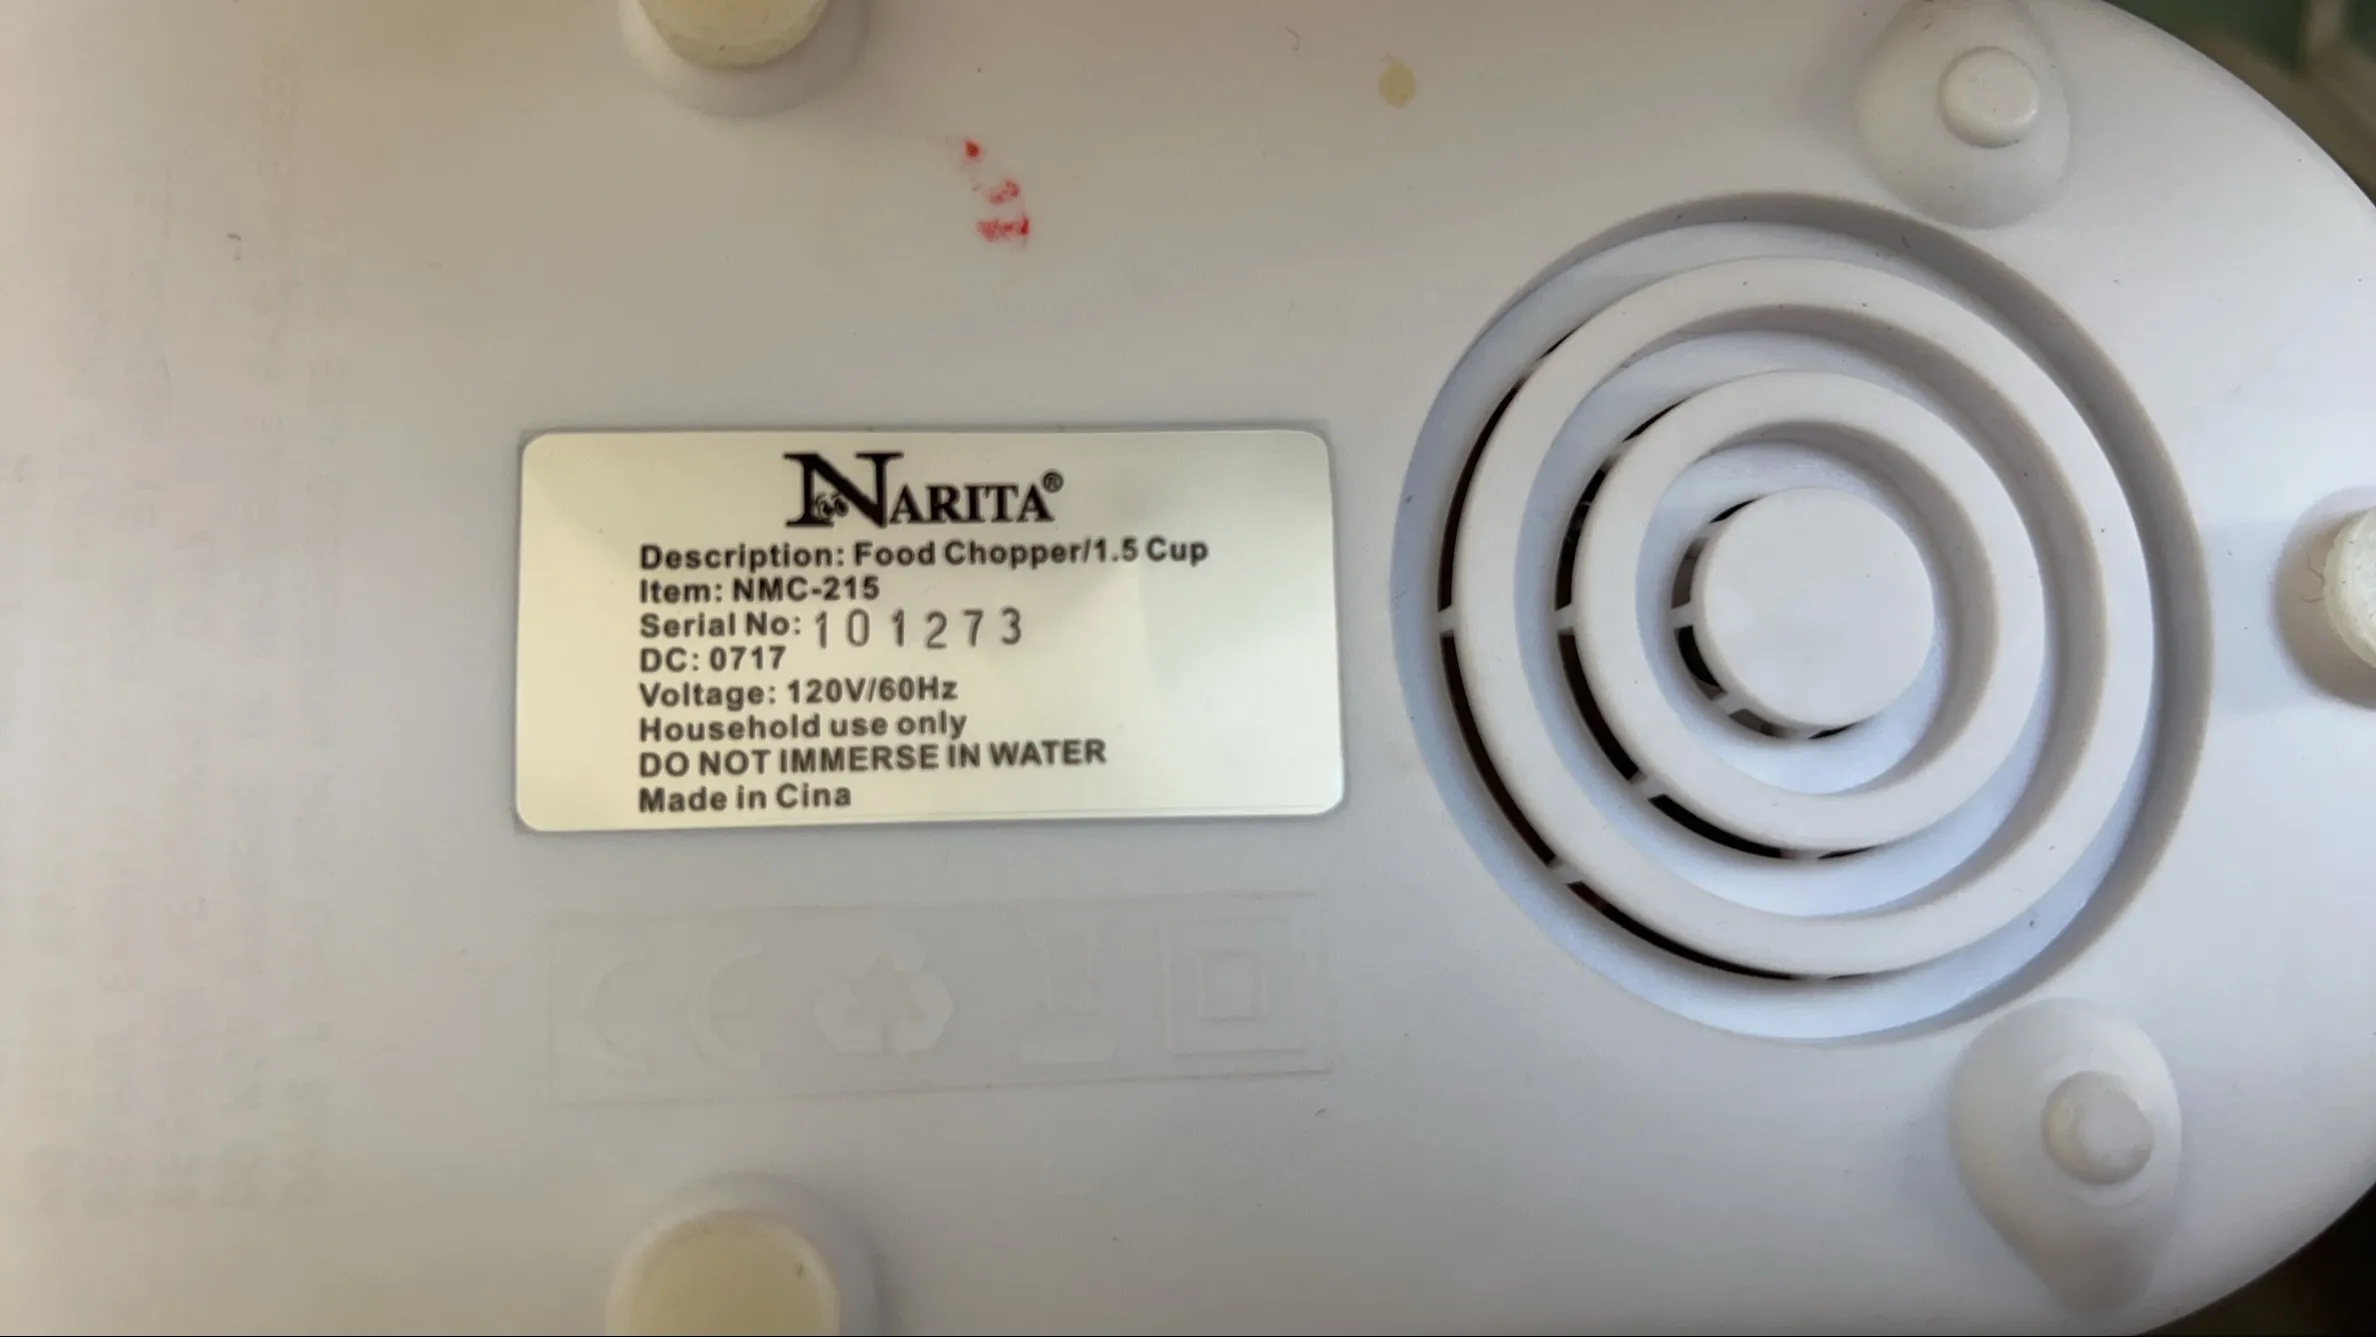 NARITA®
Description: Food Chopper/1.5 Cup
Item: NMC-215
Serial No: 101273
DC: 0717
Voltage: 120V/60Hz
Household use only
DO NOT IMMERSE IN WATER
Made in Cina
CE